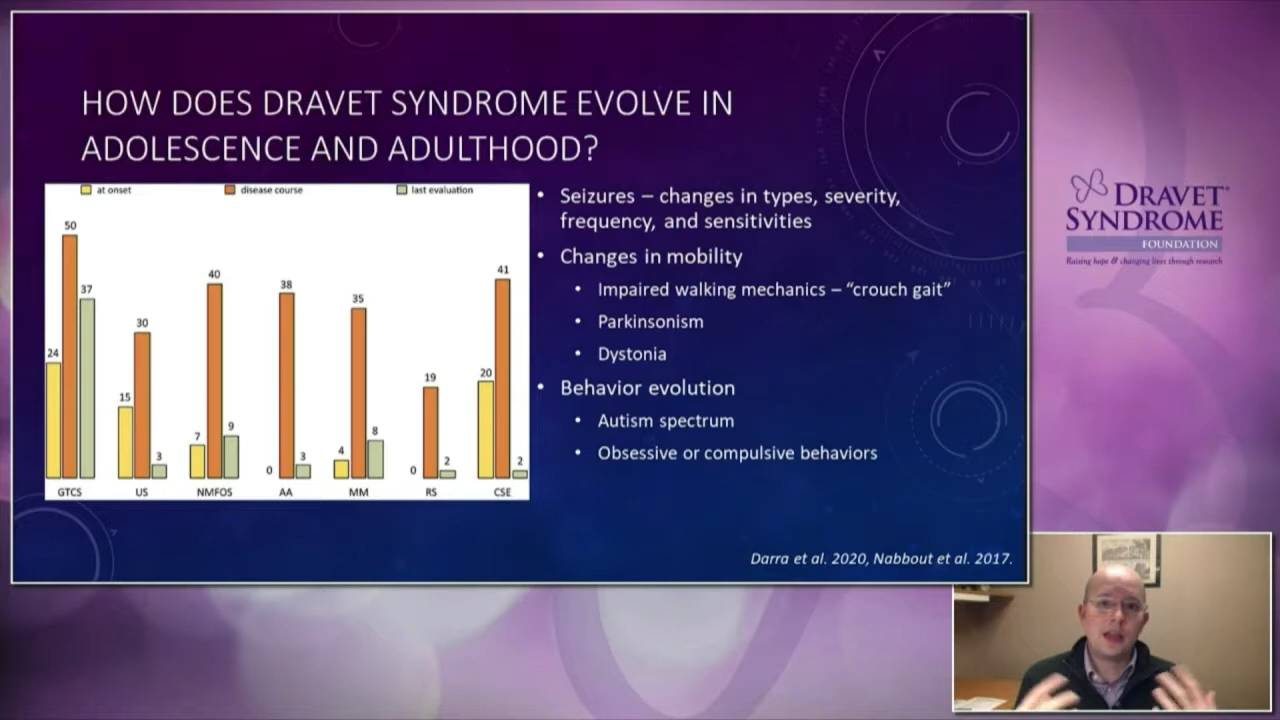 HOW DOES DRAVET SYNDROME EVOLVE IN
ADOLESCENCE AND ADULTHOOD?
at onset
disease course
last evaluation
24
50
37
GTCS
15
30
3
US
7
40
9
NMFOS
0
38
3
AA
4
35
8
MM
0
19
2
RS
20
41
2
CSE
• Seizures – changes in types, severity,
frequency, and sensitivities
• Changes in mobility
• Impaired walking mechanics – “crouch gait”
• Parkinsonism
• Dystonia
• Behavior evolution
• Autism spectrum
• Obsessive or compulsive behaviors
Darra et al. 2020, Nabbout et al. 2017.
DRAVET
SYNDROME
FOUNDATION
Raising hope & changing lives through research